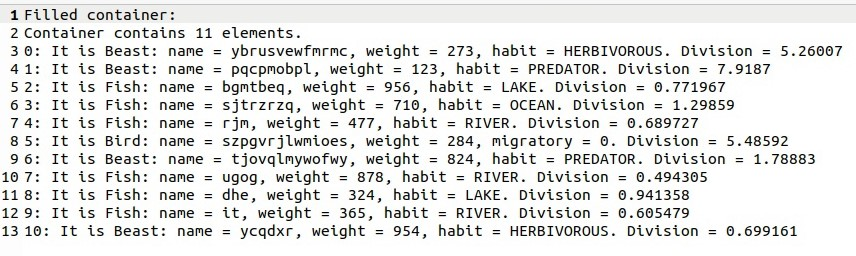 1 Filled container:
2 Container contains 11 elements.
3 0: It is Beast: name = ybrusvewfmrmc, weight = 273, habit = HERBIVOROUS. Division = 5.26007
4 1: It is Beast: name = pqcpmobpl, weight = 123, habit = PREDATOR. Division = 7.9187
5 2: It is Fish: name = bgmtbeq, weight = 956, habit = LAKE. Division = 0.771967
6 3: It is Fish: name = sjtrzrzq, weight = 710, habit = OCEAN. Division = 1.29859
7 4: It is Fish: name = rjm, weight = 477, habit = RIVER. Division = 0.689727
8 5: It is Bird: name = szpgvrjlwmioes, weight = 284, migratory = 0. Division = 5.48592
9 6: It is Beast: name = tjovqlmywofwy, weight = 824, habit = PREDATOR. Division = 1.78883
10 7: It is Fish: name = ugog, weight = 878, habit = RIVER. Division = 0.494305
11 8: It is Fish: name = dhe, weight = 324, habit = LAKE. Division = 0.941358
12 9: It is Fish: name = it, weight = 365, habit = RIVER. Division = 0.605479
13 10: It is Beast: name = ycqdxr, weight = 954, habit = HERBIVOROUS. Division = 0.699161